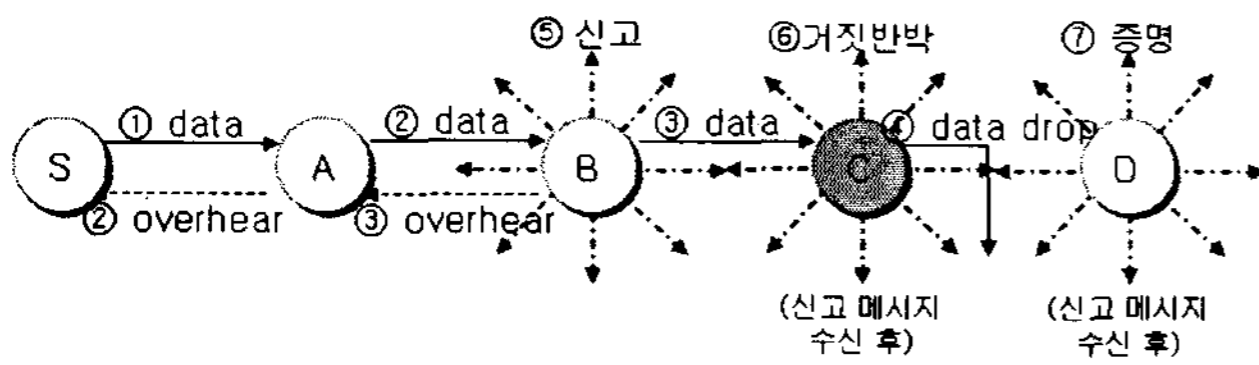 ⑤ 신고
⑥거짓반박
⑦ 증명
① data
② data
③ data
④ data drop
S
A
B
C
D
② overhear
③ overhear
(신고 메시지
수신 후)
(신고 메시지
수신 후)